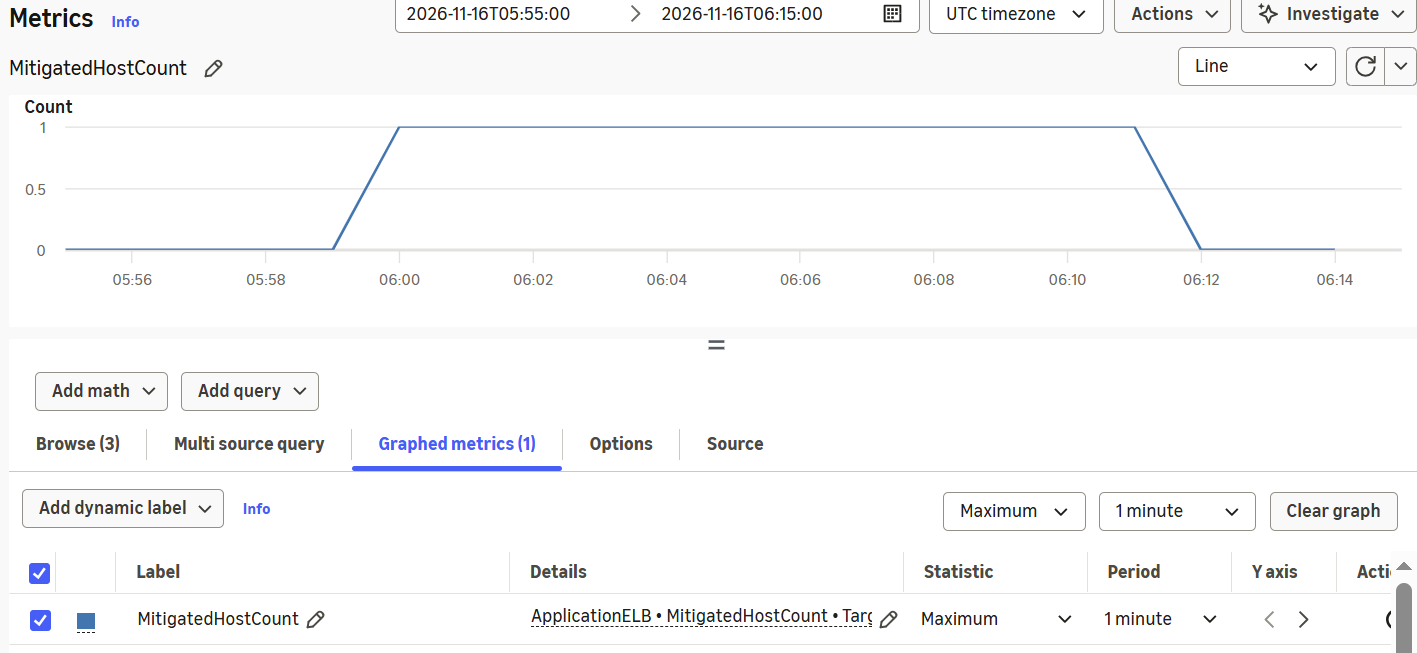 Metrics Info 2026-11-16T05:55:00 2026-11-16T06:15:00 UTC timezone Actions Investigate
MitigatedHostCount Line
Count
1
0.5
0
05:56 05:58 06:00 06:02 06:04 06:06 06:08 06:10 06:12 06:14
Add math Add query
Browse (3) Multi source query Graphed metrics (1) Options Source
Add dynamic label Info Maximum 1 minute Clear graph
Label Details Statistic Period Y axis Acti
MitigatedHostCount ApplicationELB • MitigatedHostCount • Targ Maximum 1 minute